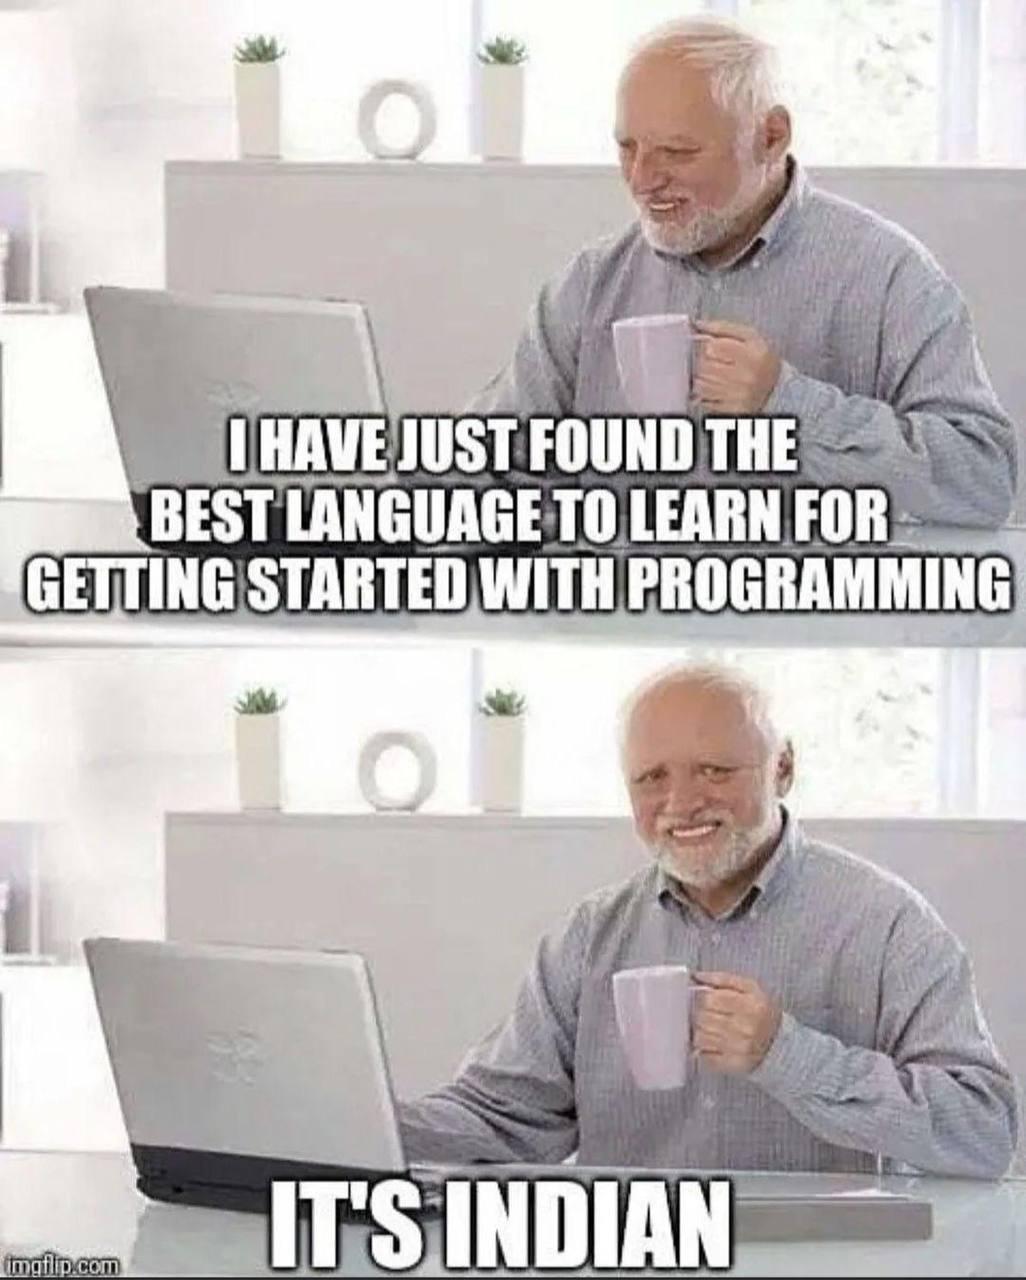 I HAVE JUST FOUND THE
BEST LANGUAGE TO LEARN FOR
GETTING STARTED WITH PROGRAMMING
IT'S INDIAN
imgflip.com